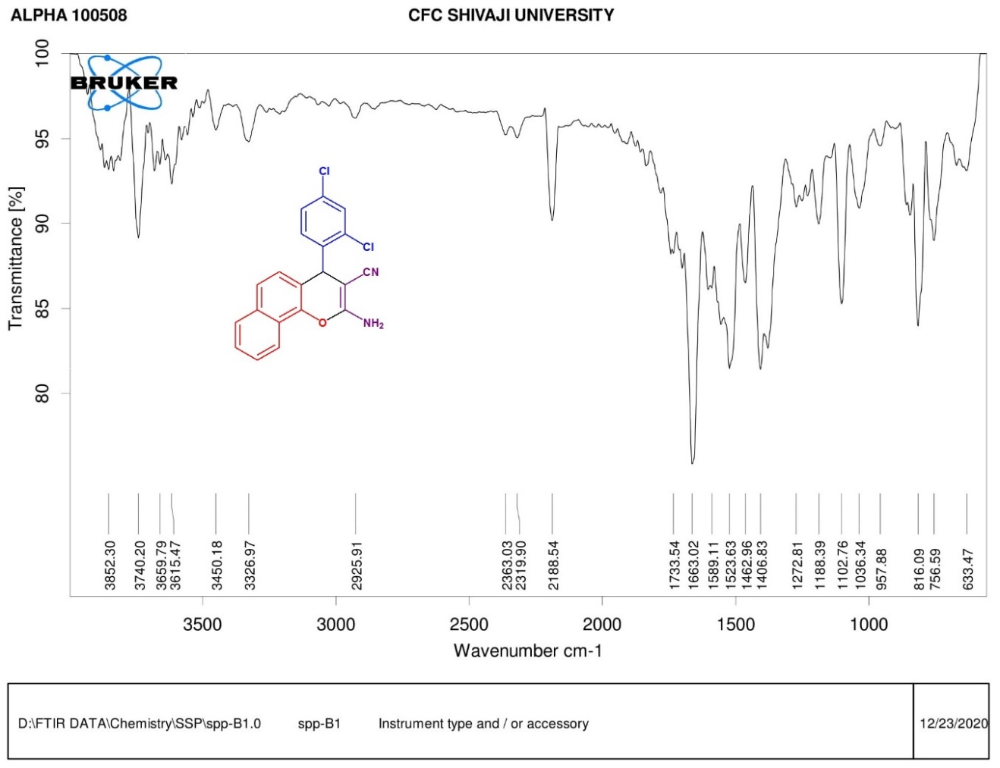 ALPHA 100508
CFC SHIVAJI UNIVERSITY
BRUKER
Transmittance [%]
100
95
90
85
80
Cl
Cl
CN
O
NH₂
3852.30
3740.20
3659.79
3615.47
3450.18
3326.97
2925.91
2363.03
2319.90
2188.54
1733.54
1663.02
1589.11
1523.63
1462.96
1406.83
1272.81
1188.39
1102.76
1036.34
957.88
816.09
756.59
633.47
3500 3000 2500 2000 1500 1000
Wavenumber cm-1
D:\FTIR DATA\Chemistry\SSP\spp-B1.0 spp-B1 Instrument type and / or accessory 12/23/2020